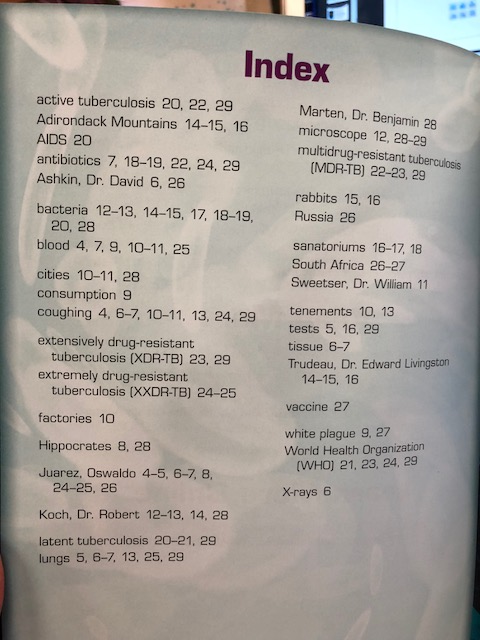 Index
active tuberculosis 20, 22, 29
Adirondack Mountains 14–15, 16
AIDS 20
antibiotics 7, 18–19, 22, 24, 29
Ashkin, Dr. David 6, 26
bacteria 12–13, 14–15, 17, 18–19,
20, 28
blood 4, 7, 9, 10–11, 25
cities 10–11, 28
consumption 9
coughing 4, 6–7, 10–11, 13, 24, 29
extensively drug-resistant
tuberculosis (XDR-TB) 23, 29
extremely drug-resistant
tuberculosis (XXDR-TB) 24–25
factories 10
Hippocrates 8, 28
Juarez, Oswaldo 4–5, 6–7, 8,
24–25, 26
Koch, Dr. Robert 12–13, 14, 28
latent tuberculosis 20–21, 29
lungs 5, 6–7, 13, 25, 29
Marten, Dr. Benjamin 28
microscope 12, 28–29
multidrug-resistant tuberculosis
(MDR-TB) 22–23, 29
rabbits 15, 16
Russia 26
sanatoriums 16–17, 18
South Africa 26–27
Sweetser, Dr. William 11
tenements 10, 13
tests 5, 16, 29
tissue 6–7
Trudeau, Dr. Edward Livingston
14–15, 16
vaccine 27
white plague 9, 27
World Health Organization
(WHO) 21, 23, 24, 29
X-rays 6